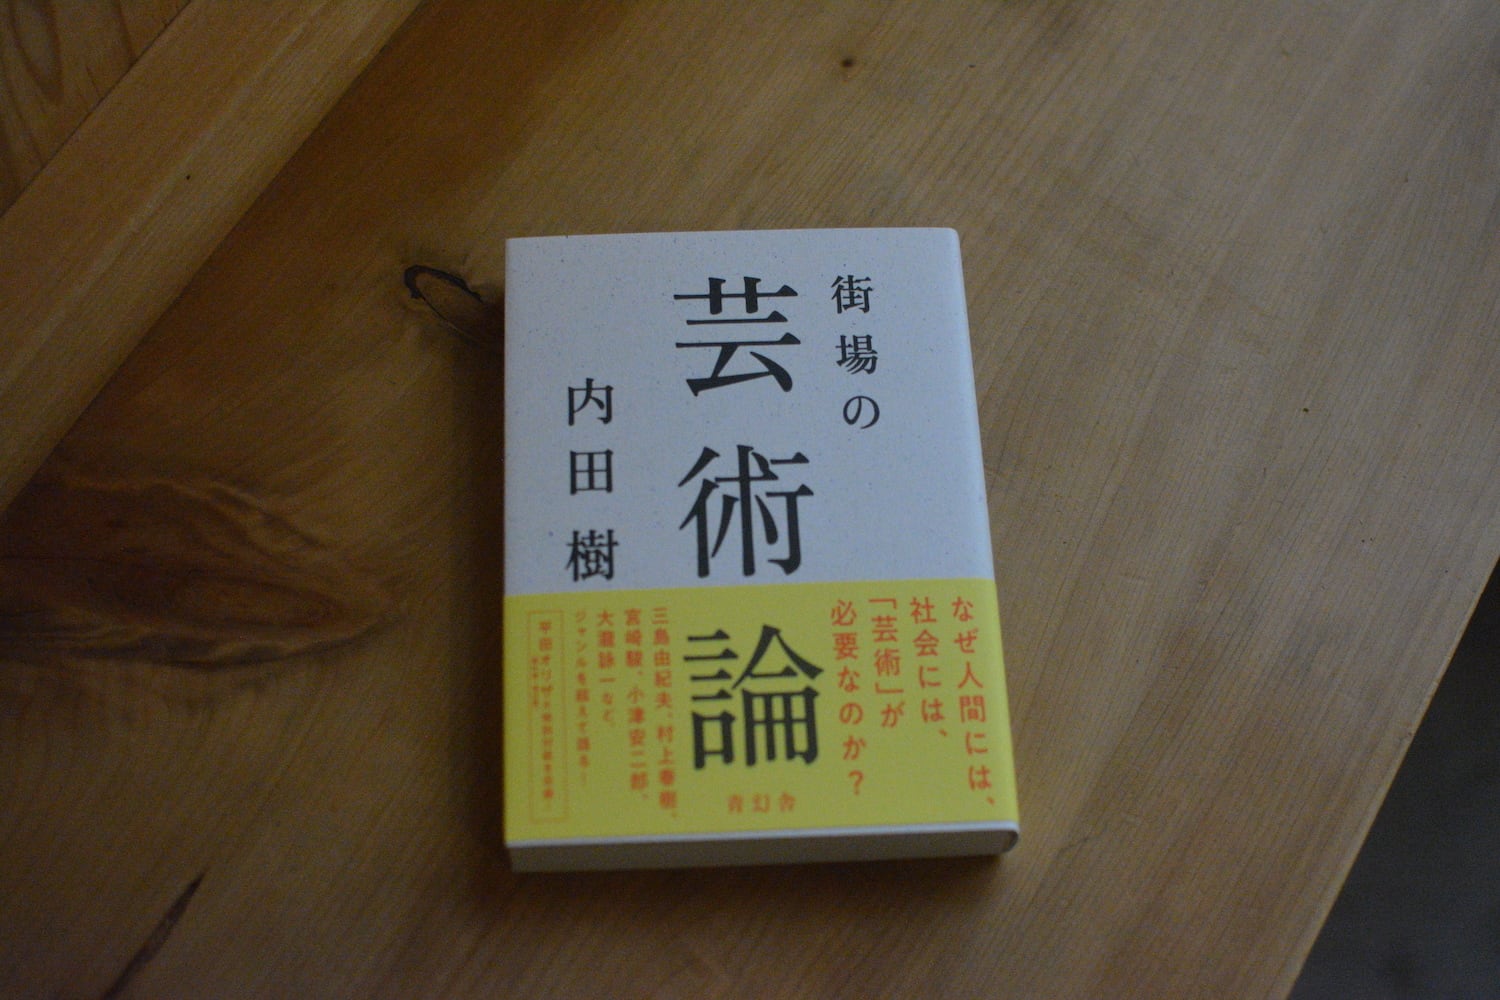 街場の
芸術論
内田樹
なぜ人間には、
社会には、
「芸術」が
必要なのか?
三島由紀夫、村上春樹、
宮崎駿、小津安二郎、
大瀧詠一など、
ジャンルを超えて語る!
青幻舎